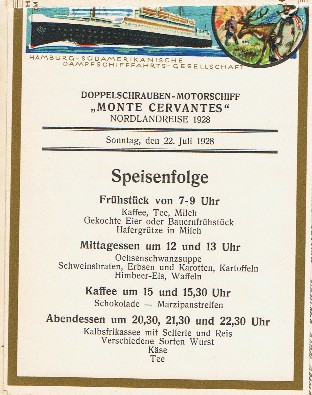 HAMBURG-SÜDAMERIKANISCHE
DAMPFSCHIFFFAHRTS-GESELLSCHAFT
DOPPELSCHRAUBEN-MOTORSCHIFF
„MONTE CERVANTES"
NORDLANDREISE 1928
Sonntag, den 22. Juli 1928
Speisenfolge
Frühstück von 7-9 Uhr
Kaffee, Tee, Milch
Gekochte Eier oder Bauernfrühstück
Hafergrütze in Milch
Mittagessen um 12 und 13 Uhr
Ochsenschwanzsuppe
Schweinsbraten, Erbsen und Karotten, Kartoffeln
Himbeer-Eis, Waffeln
Kaffee um 15 und 15,30 Uhr
Schokolade — Marzipanstreifen
Abendessen um 20,30, 21,30 und 22,30 Uhr
Kalbsfrikassee mit Sellerie und Reis
Verschiedene Sorten Wurst
Käse
Tee